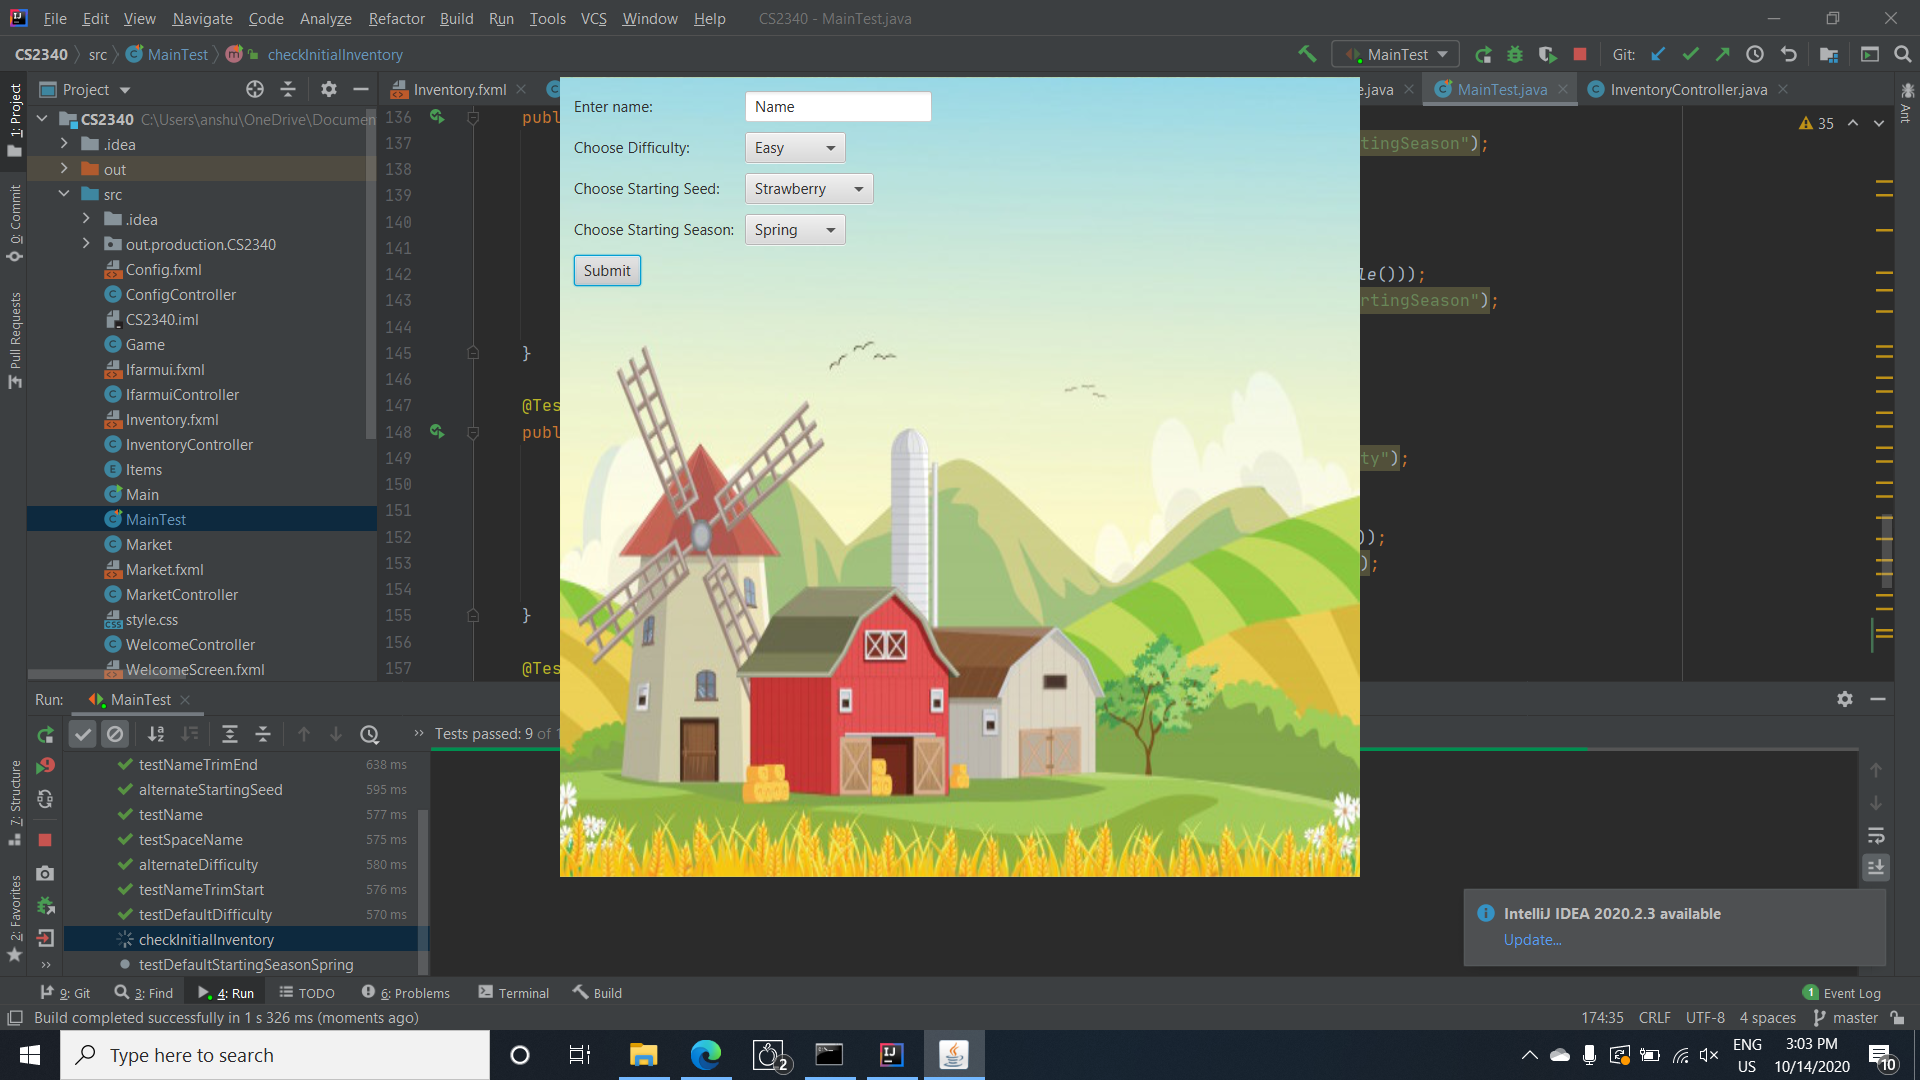 File Edit View Navigate Code Analyze Refactor Build Run Tools VCS Window Help CS2340 - MainTest.java
CS2340 src MainTest checkInitialInventory MainTest Git:
Project Inventory.fxml e.java MainTest.java InventoryController.java
1: Project
0: Commit
Pull Requests
7: Structure
2: Favorites
Ant
CS2340 C:\Users\anshu\OneDrive\Documen
.idea
out
src
.idea
out.production.CS2340
Config.fxml
ConfigController
CS2340.iml
Game
Ifarmui.fxml
IfarmuiController
Inventory.fxml
InventoryController
Items
Main
MainTest
Market
Market.fxml
MarketController
style.css
WelcomeController
WelcomeScreen.fxml
136 publ
137 tingSeason");
138
139
140
141
142 le()));
143 rtingSeason");
144
145 }
146
147 @Tes
148 publ
149 ty");
150
151
152 ));
153 );
154
155 }
156
157 @Tes
35
Enter name: Name
Choose Difficulty: Easy
Choose Starting Seed: Strawberry
Choose Starting Season: Spring
Submit
Run: MainTest
Tests passed: 9 of 1
testNameTrimEnd 638 ms
alternateStartingSeed 595 ms
testName 577 ms
testSpaceName 575 ms
alternateDifficulty 580 ms
testNameTrimStart 576 ms
testDefaultDifficulty 570 ms
checkInitialInventory
testDefaultStartingSeasonSpring
IntelliJ IDEA 2020.2.3 available
Update...
9: Git 3: Find 4: Run TODO 6: Problems Terminal Build 1 Event Log
Build completed successfully in 1 s 326 ms (moments ago) 174:35 CRLF UTF-8 4 spaces master
Type here to search 2 ENG US 3:03 PM 10/14/2020 10